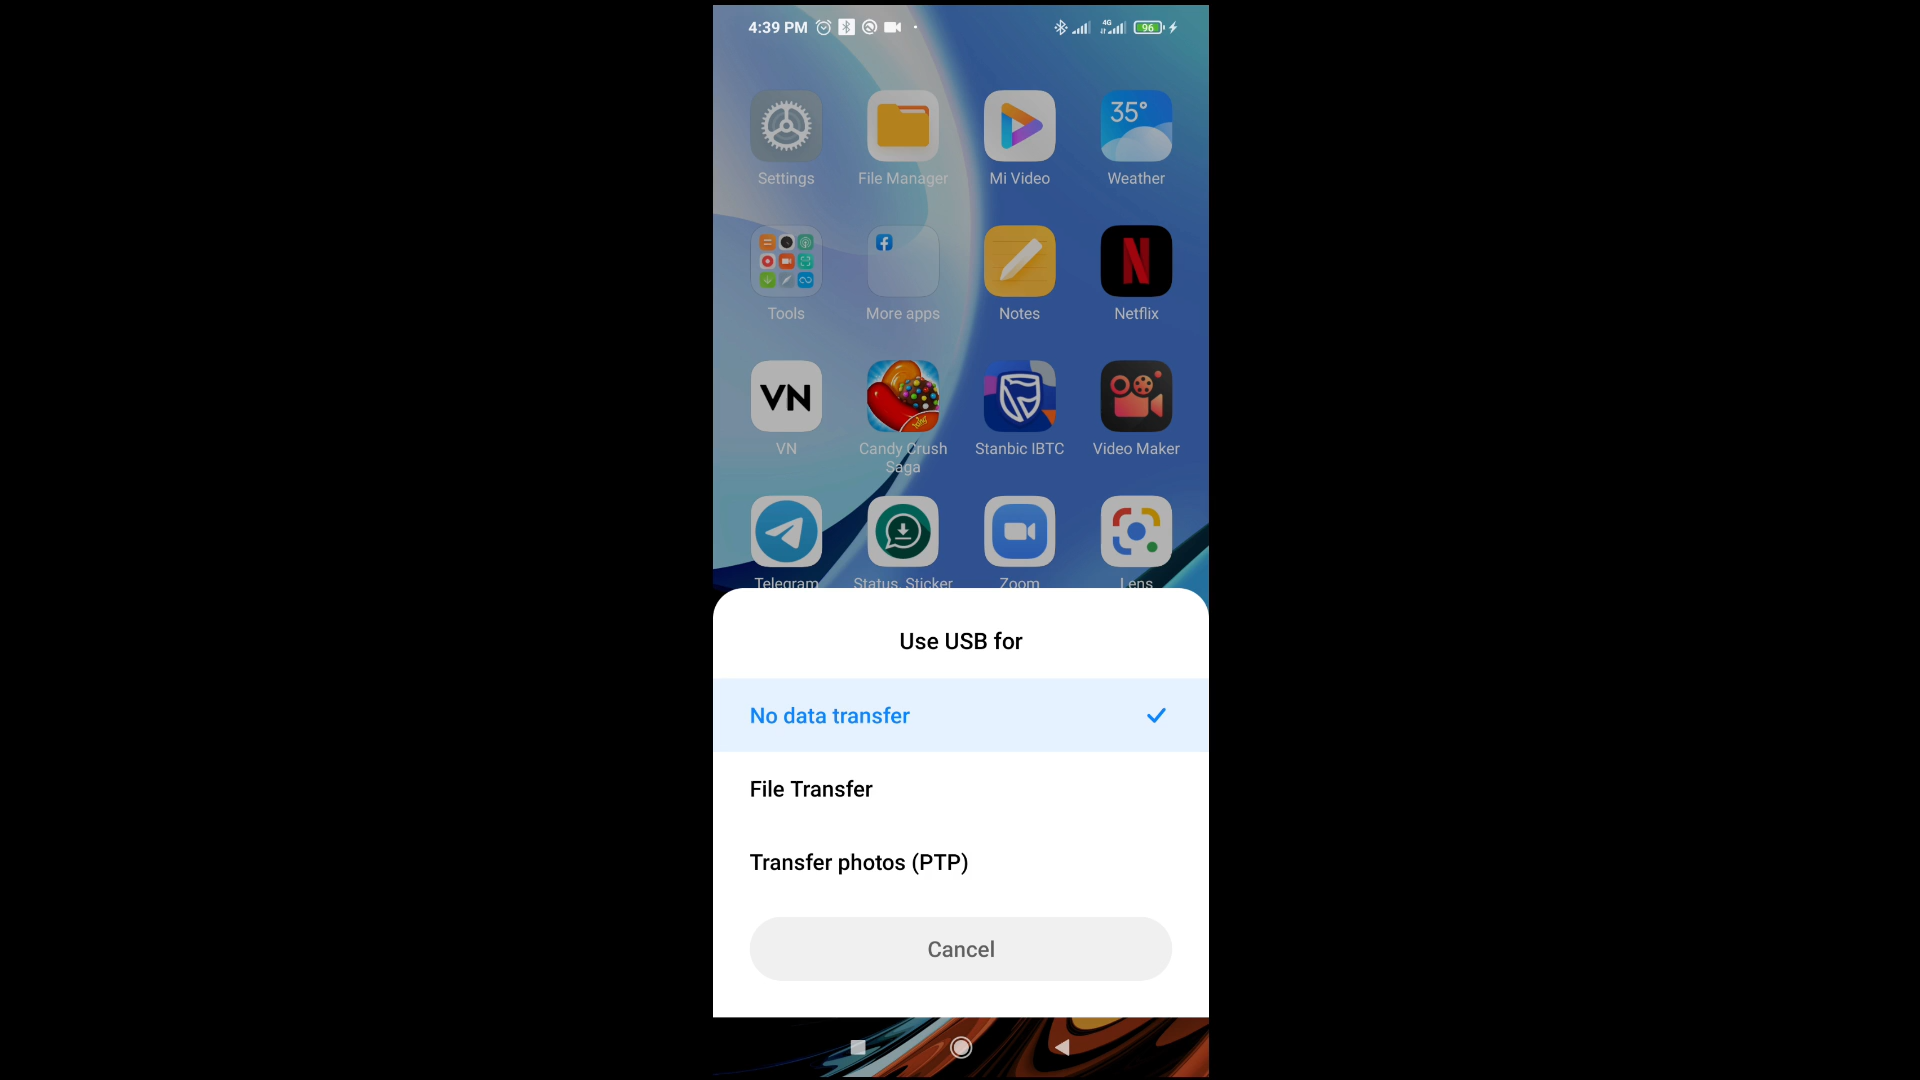 4:39 PM 4G 96
35°
Settings File Manager Mi Video Weather
Tools More apps Notes Netflix
VN
VN Candy Crush Stanbic IBTC Video Maker
Saga
Telegram Status, Sticker Zoom Lens
Use USB for
No data transfer
File Transfer
Transfer photos (PTP)
Cancel